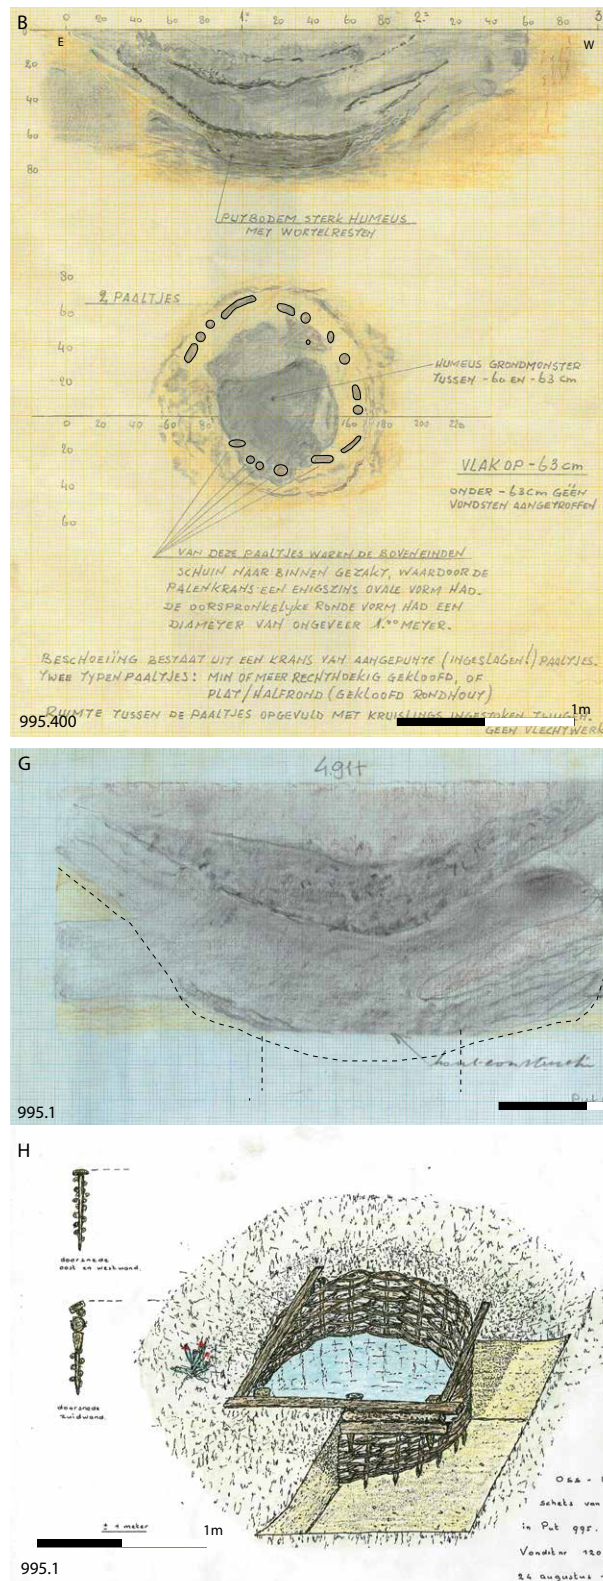 B
0 20 40 60 80 1.º 20 40 60 80 2.º 20 40 60 80 3
0
E
W
20
40
60
80
PUTBODEM STERK HUMEUS
MET WORTELRESTEN
80
2 PAALTJES
60
40
HUMEUS GRONDMONSTER
TUSSEN -60 EN -63 cm
20
0 20 40 60 80 160 180 200 220
20
VLAK OP -63 cm
40
ONDER -63 cm GEËN
VONDSTEN AANGETROFFEN
60
VAN DEZE PAALTJES WAREN DE BOVENEINDEN
SCHUIN NAAR BINNEN GEZAKT, WAARDOOR DE
PALENKRANS EEN ENIGSZINS OVALE VORM HAD.
DE OORSPRONKELYKE RONDE VORM HAD EEN
DIAMETER VAN ONGEVEER 1.00 METER.
BESCHOEIÏNG BESTAAT UIT EEN KRANS VAN AANGEPUNTE (INGESLAGEN!) PAALTJES.
TWEE TYPEN PAALTJES: MIN OF MEER RECHTHOEKIG GEKLOOFD, OF
PLAT/HALFROND (GEKLOOFD RONDHOUT)
RUIMTE TUSSEN DE PAALTJES OPGEVULD MET KRUISLINGS INGESTOKEN TWIJGEN.
GEEN VLECHTWERK
995.400
1m
G
houtconstructie
995.1
H
doorsnede
oost en westwand.
doorsnede
zuidwand.
Oss -
schets van
± 1 meter
1m
in Put 995.
Vondstnr 120
24 augustus
995.1